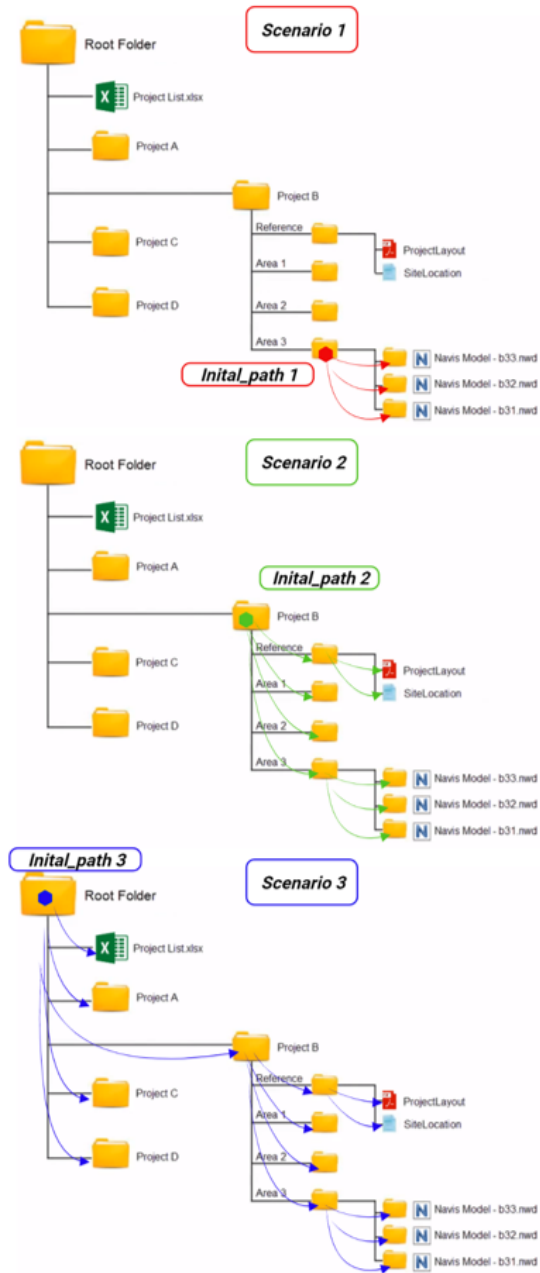 Scenario 1
Root Folder
Project List.xlsx
Project A
Project B
Reference
Project C
ProjectLayout
Area 1
SiteLocation
Project D
Area 2
Area 3
Navis Model - b33.nwd
Inital_path 1
Navis Model - b32.nwd
Navis Model - b31.nwd
Scenario 2
Root Folder
Project List.xlsx
Project A
Inital_path 2
Project B
Reference
Project C
ProjectLayout
Area 1
SiteLocation
Project D
Area 2
Area 3
Navis Model - b33.nwd
Navis Model - b32.nwd
Navis Model - b31.nwd
Inital_path 3
Scenario 3
Root Folder
Project List.xlsx
Project A
Project B
Reference
Project C
ProjectLayout
Area 1
SiteLocation
Project D
Area 2
Area 3
Navis Model - b33.nwd
Navis Model - b32.nwd
Navis Model - b31.nwd